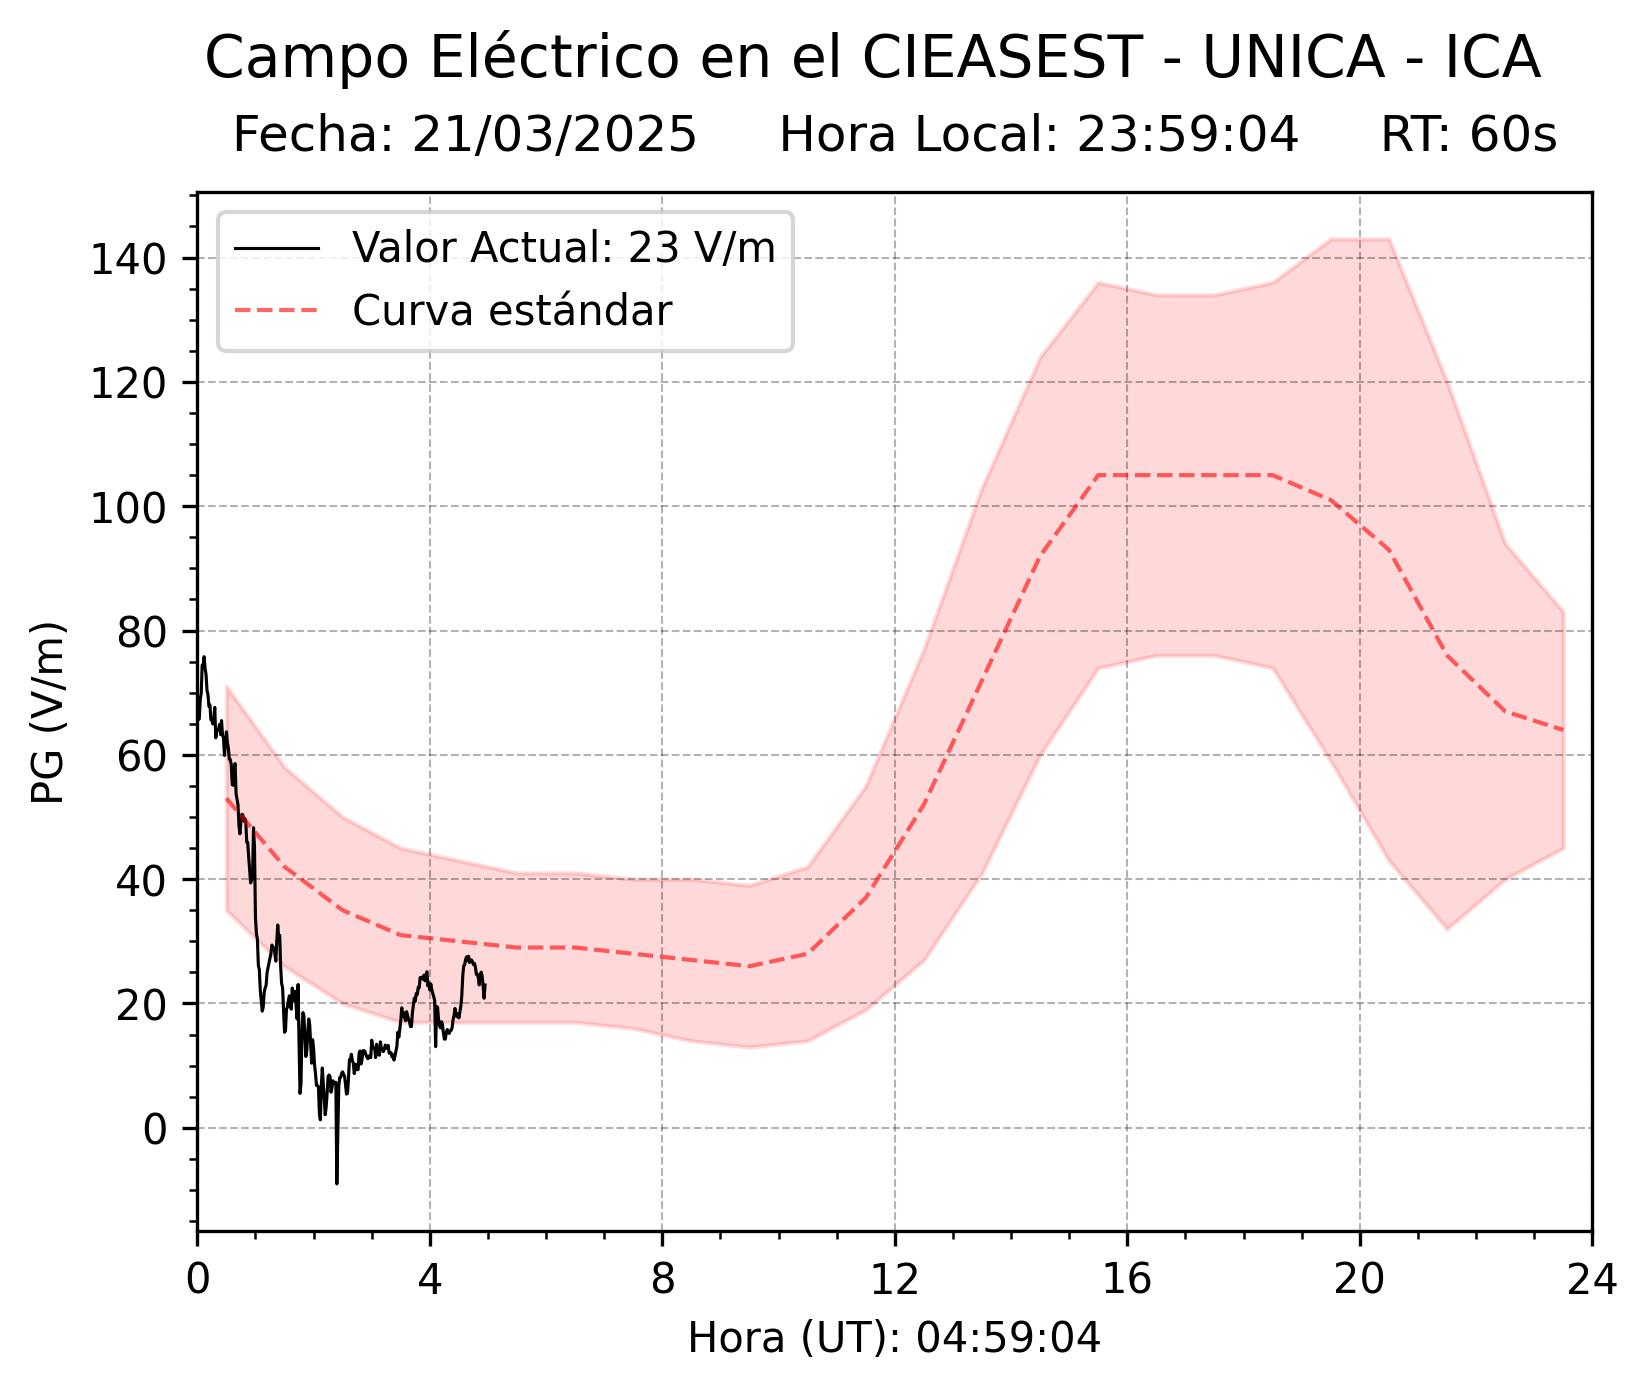 Campo Eléctrico en el CIEASEST - UNICA - ICA
Fecha: 21/03/2025 Hora Local: 23:59:04 RT: 60s
Valor Actual: 23 V/m
Curva estándar
PG (V/m)
140
120
100
80
60
40
20
0
0 4 8 12 16 20 24
Hora (UT): 04:59:04